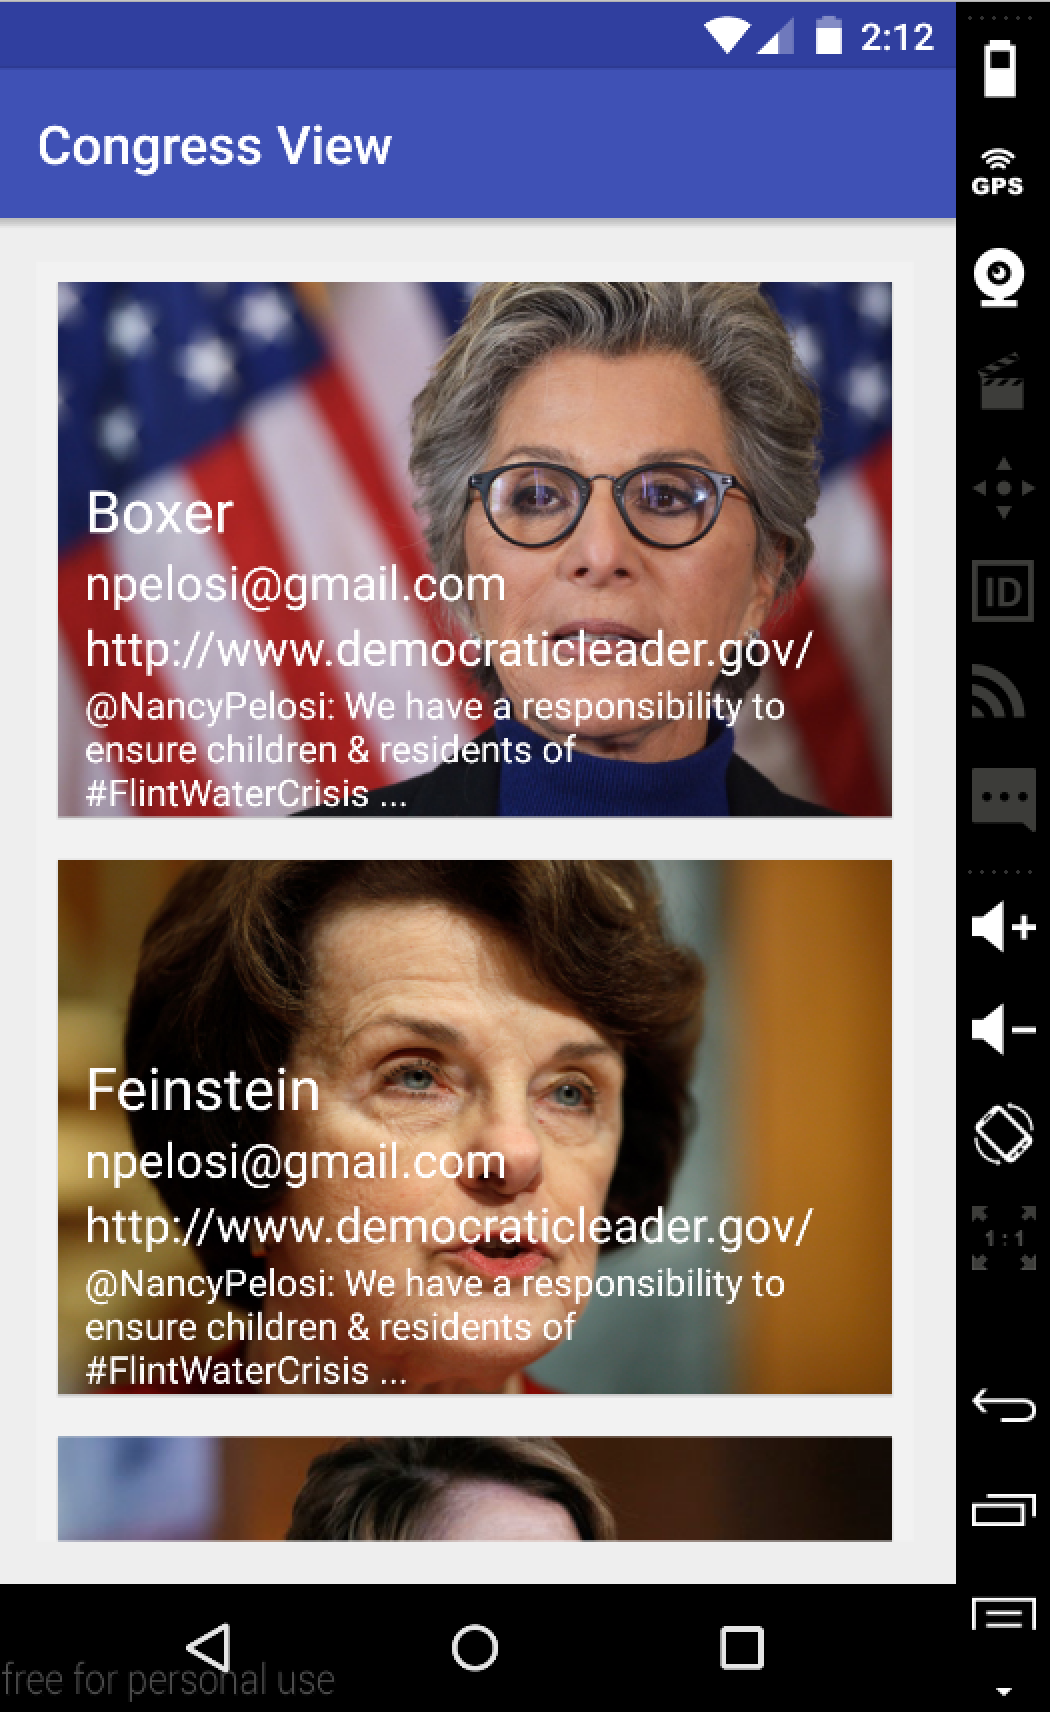 2:12
Congress View
GPS
Boxer
npelosi@gmail.com
http://www.democraticleader.gov/
@NancyPelosi: We have a responsibility to
ensure children & residents of
#FlintWaterCrisis ...
ID
Feinstein
npelosi@gmail.com
http://www.democraticleader.gov/
@NancyPelosi: We have a responsibility to
ensure children & residents of
#FlintWaterCrisis ...
1:1
free for personal use